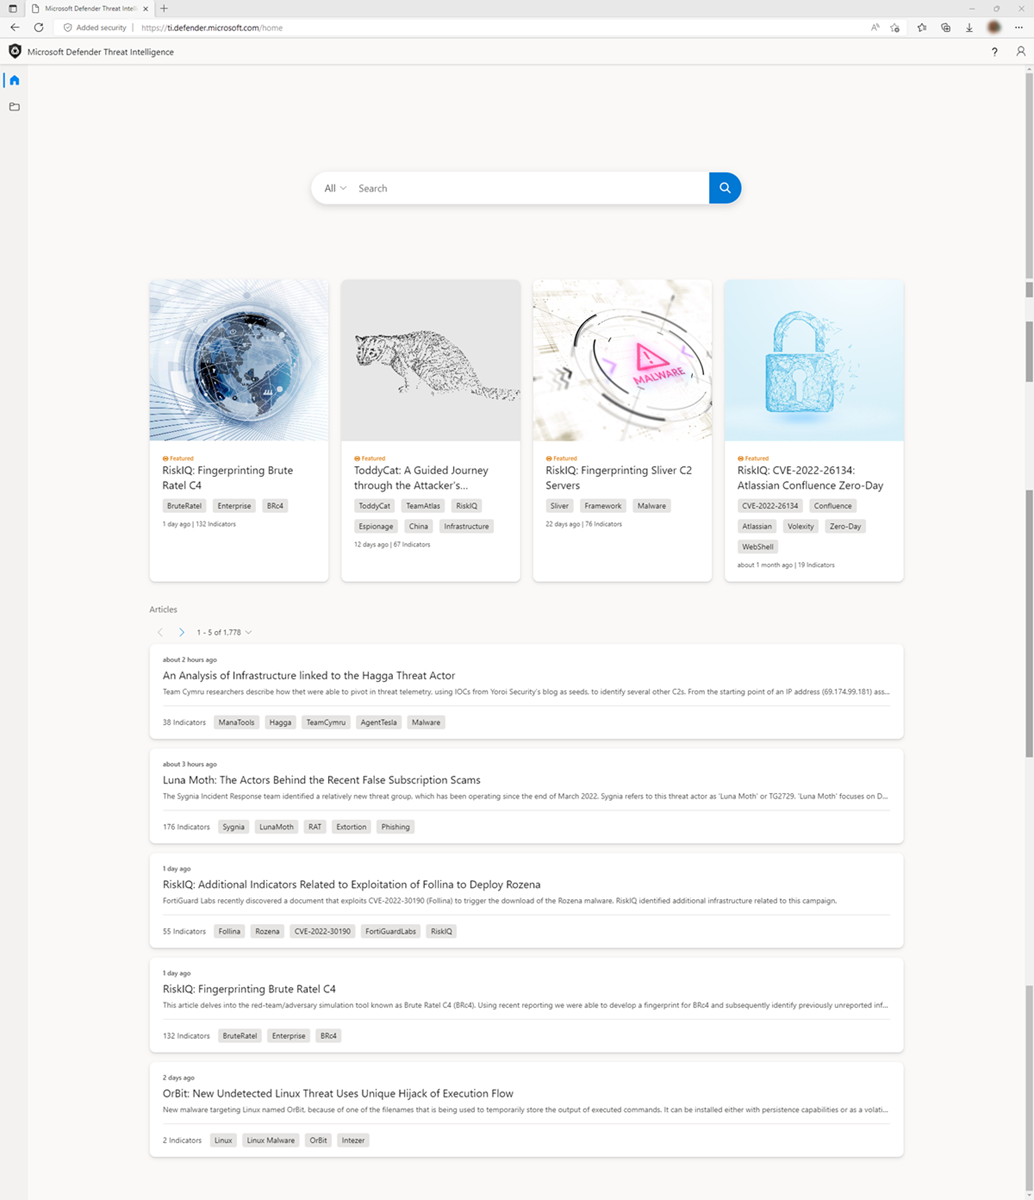 Microsoft Defender Threat Intelli
Added security
https://ti.defender.microsoft.com/home
Microsoft Defender Threat Intelligence
?
All
Search
MALWARE
Featured
RiskIQ: Fingerprinting Brute
Ratel C4
BruteRatel Enterprise BRc4
1 day ago | 132 Indicators
Featured
ToddyCat: A Guided Journey
through the Attacker's...
ToddyCat TeamAtlas RiskIQ
Espionage China Infrastructure
12 days ago | 67 Indicators
Featured
RiskIQ: Fingerprinting Sliver C2
Servers
Sliver Framework Malware
22 days ago | 76 Indicators
Featured
RiskIQ: CVE-2022-26134:
Atlassian Confluence Zero-Day
CVE-2022-26134 Confluence
Atlassian Volexity Zero-Day
WebShell
about 1 month ago | 19 Indicators
Articles
1 - 5 of 1,778
about 2 hours ago
An Analysis of Infrastructure linked to the Hagga Threat Actor
Team Cymru researchers describe how thet were able to pivot in threat telemetry, using IOCs from Yoroi Security's blog as seeds, to identify several other C2s. From the starting point of an IP address (69.174.99.181) ass...
38 Indicators ManaTools Hagga TeamCymru AgentTesla Malware
about 3 hours ago
Luna Moth: The Actors Behind the Recent False Subscription Scams
The Sygnia Incident Response team identified a relatively new threat group, which has been operating since the end of March 2022. Sygnia refers to this threat actor as 'Luna Moth' or TG2729. 'Luna Moth' focuses on D...
176 Indicators Sygnia LunaMoth RAT Extortion Phishing
1 day ago
RiskIQ: Additional Indicators Related to Exploitation of Follina to Deploy Rozena
FortiGuard Labs recently discovered a document that exploits CVE-2022-30190 (Follina) to trigger the download of the Rozena malware. RiskIQ identified additional infrastructure related to this campaign.
55 Indicators Follina Rozena CVE-2022-30190 FortiGuardLabs RiskIQ
1 day ago
RiskIQ: Fingerprinting Brute Ratel C4
This article delves into the red-team/adversary simulation tool known as Brute Ratel C4 (BRc4). Using recent reporting we were able to develop a fingerprint for BRc4 and subsequently identify previously unreported inf...
132 Indicators BruteRatel Enterprise BRc4
2 days ago
OrBit: New Undetected Linux Threat Uses Unique Hijack of Execution Flow
New malware targeting Linux named OrBit, because of one of the filenames that is being used to temporarily store the output of executed commands. It can be installed either with persistence capabilities or as a volati...
2 Indicators Linux Linux Malware OrBit Intezer